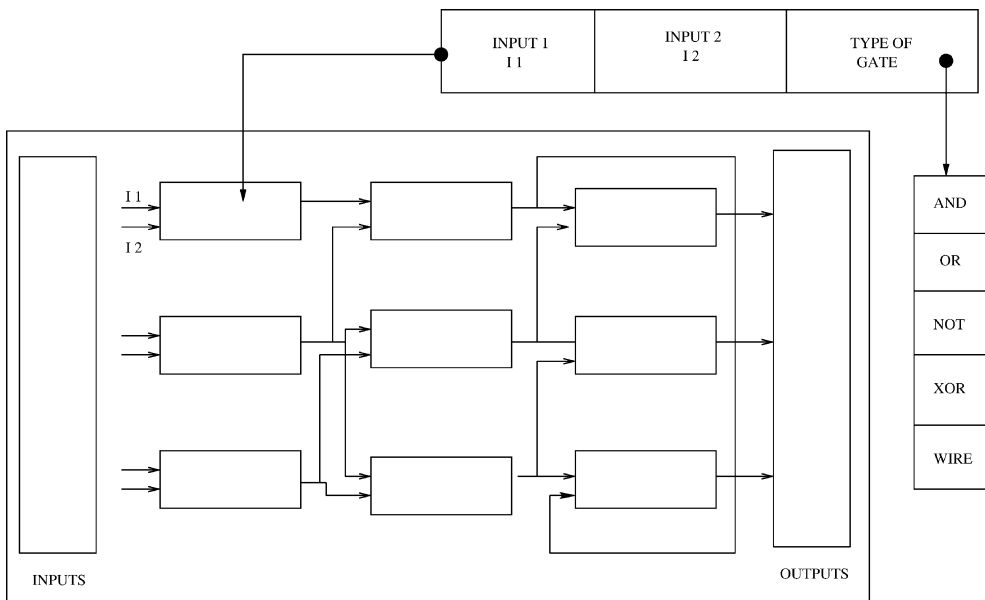 INPUT 1
I 1
INPUT 2
I 2
TYPE OF
GATE
I 1
I 2
AND
OR
NOT
XOR
WIRE
INPUTS
OUTPUTS